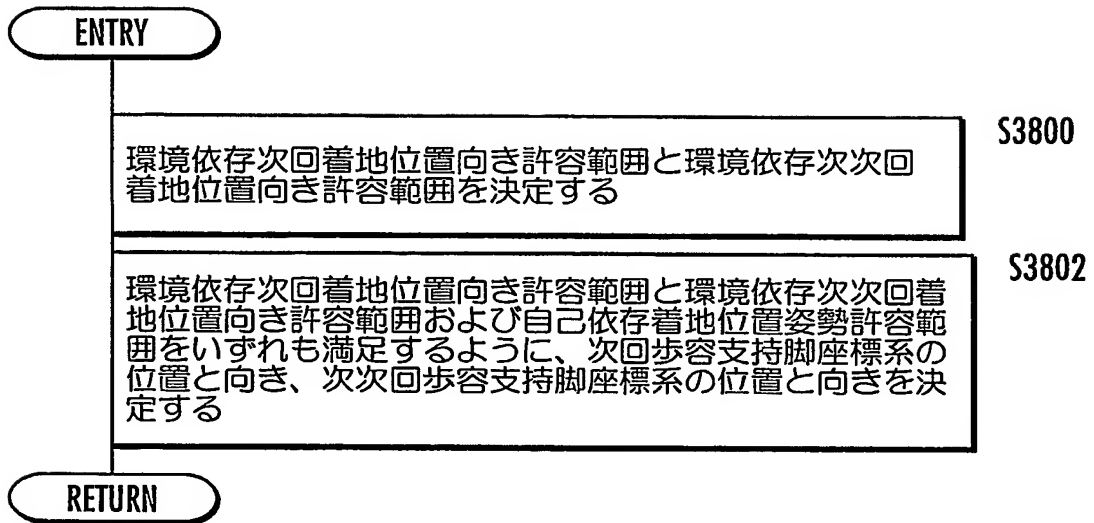 ENTRY
S3800
環境依存次回着地位置向き許容範囲と環境依存次次回
着地位置向き許容範囲を決定する
S3802
環境依存次回着地位置向き許容範囲と環境依存次次回着
地位置向き許容範囲および自己依存着地位置姿勢許容範
囲をいずれも満足するように、次回歩容支持脚座標系の
位置と向き、次次回歩容支持脚座標系の位置と向きを決
定する
RETURN